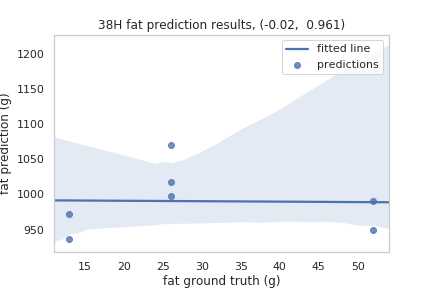 38H fat prediction results, (-0.02, 0.961)
fitted line
predictions
1200
1150
1100
1050
1000
950
fat prediction (g)
15 20 25 30 35 40 45 50
fat ground truth (g)